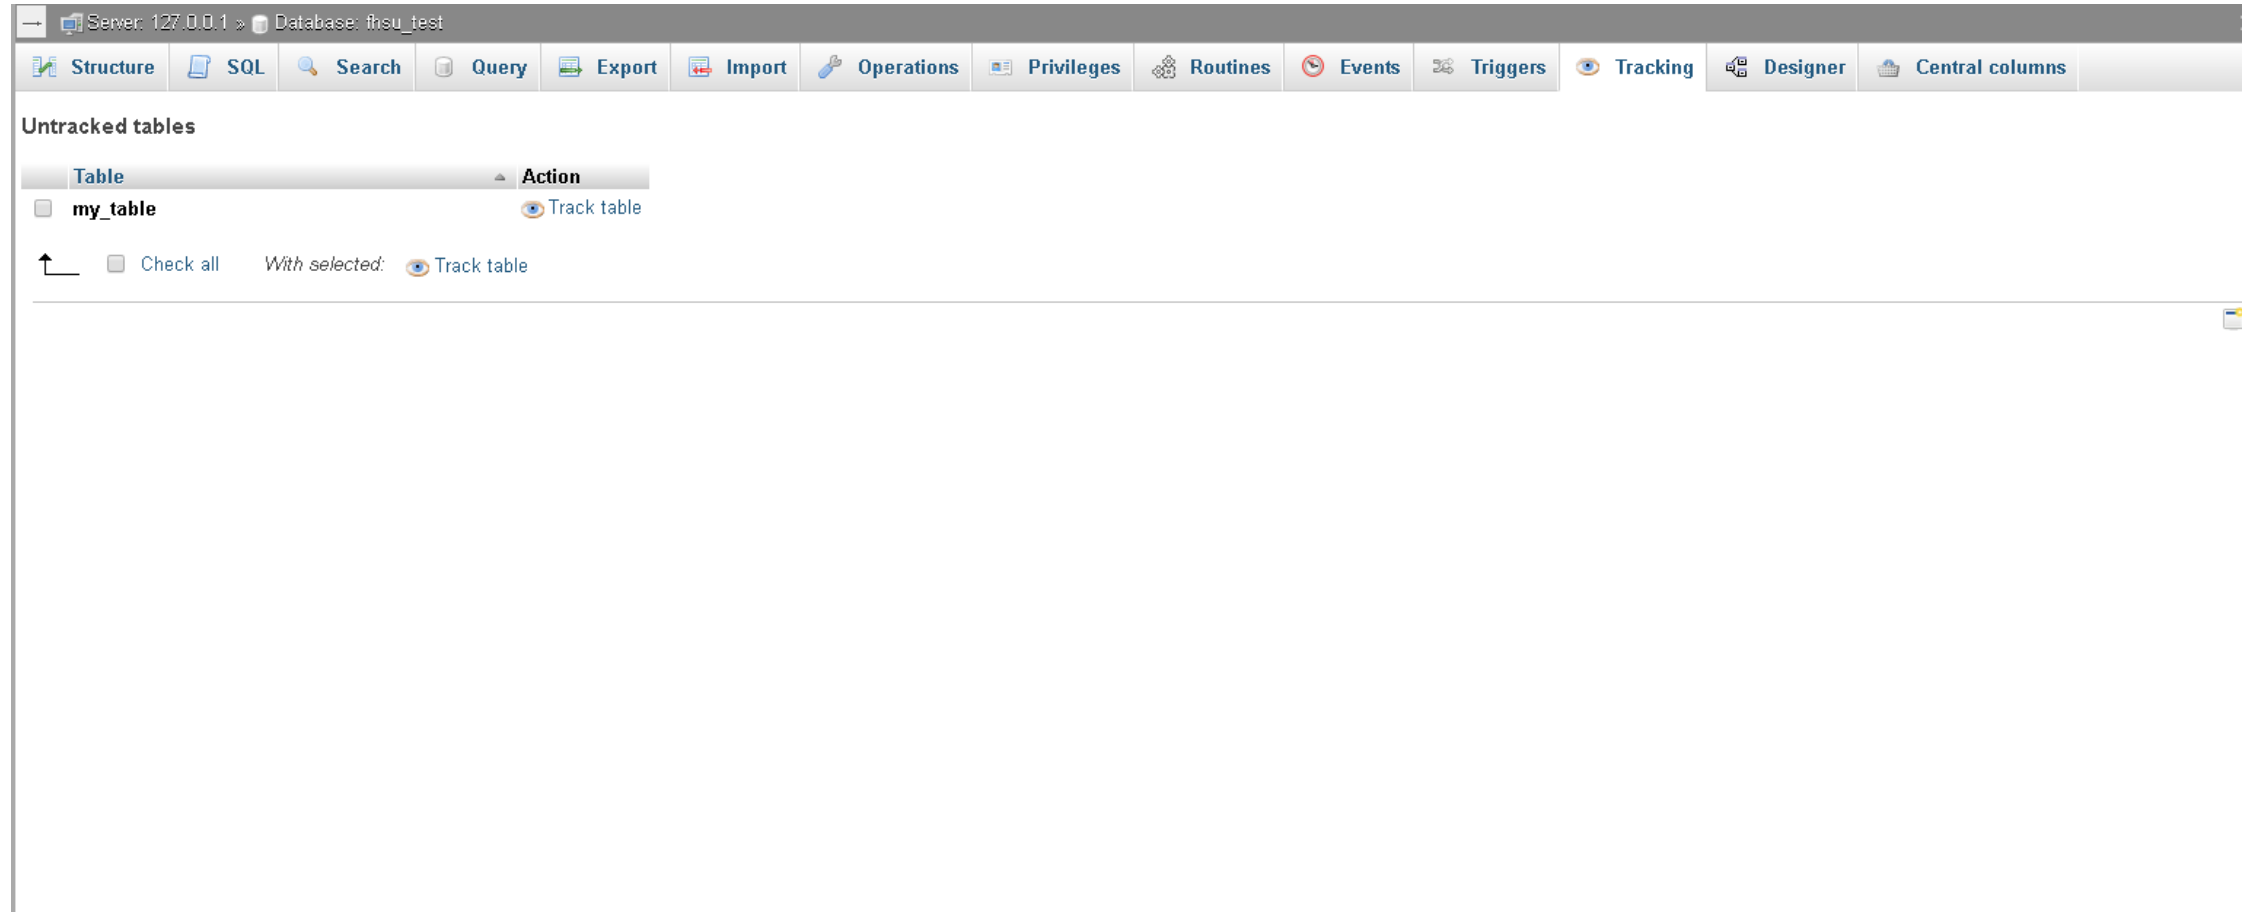 Server: 127.0.0.1 » Database: fhsu_test
Structure SQL Search Query Export Import Operations Privileges Routines Events Triggers Tracking Designer Central columns
Untracked tables
Table Action
my_table Track table
Check all With selected: Track table